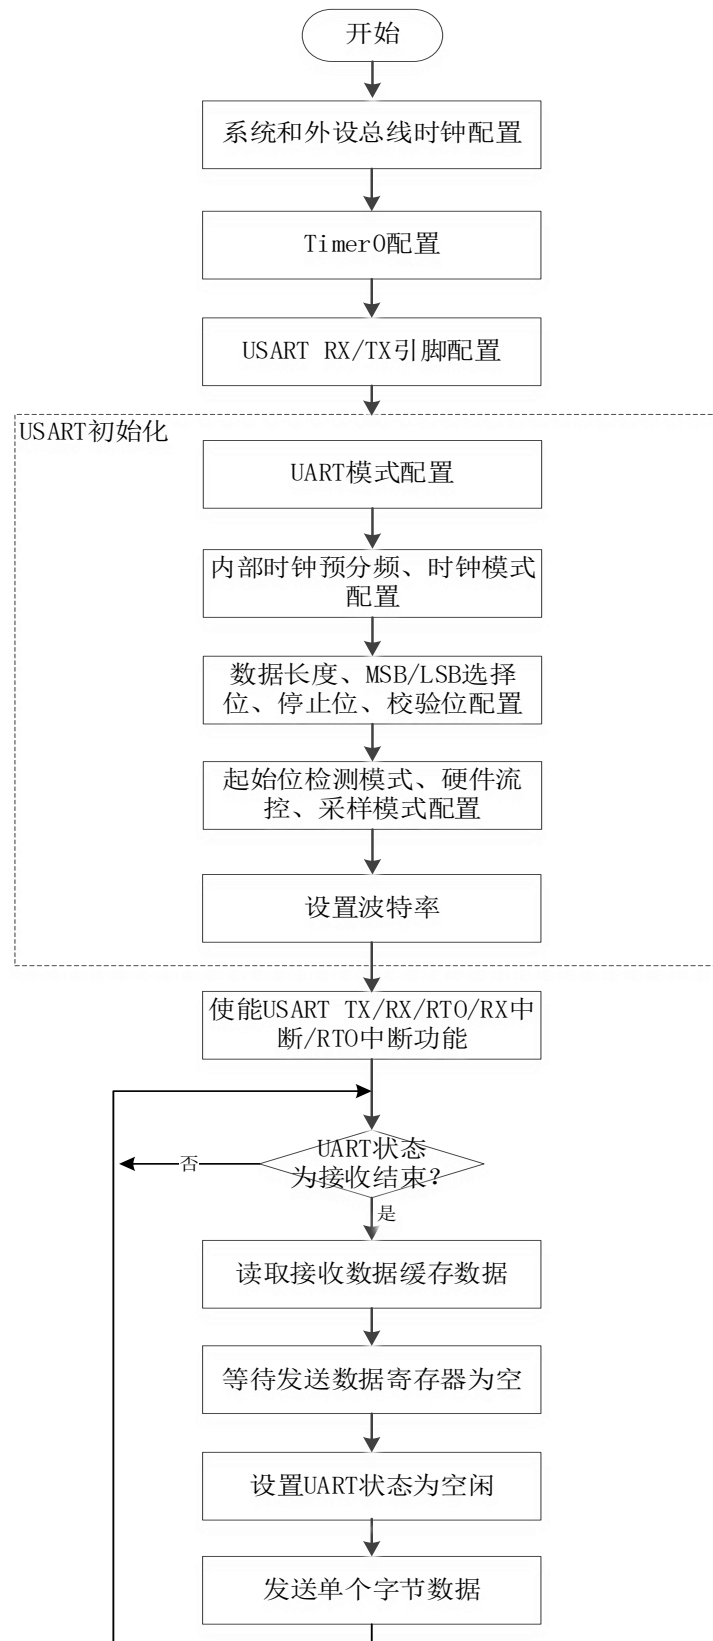 开始
系统和外设总线时钟配置
Timer0配置
USART RX/TX引脚配置
USART初始化
UART模式配置
内部时钟预分频、时钟模式
配置
数据长度、MSB/LSB选择
位、停止位、校验位配置
起始位检测模式、硬件流
控、采样模式配置
设置波特率
使能USART TX/RX/RTO/RX中
断/RTO中断功能
UART状态
为接收结束?
否
是
读取接收数据缓存数据
等待发送数据寄存器为空
设置UART状态为空闲
发送单个字节数据